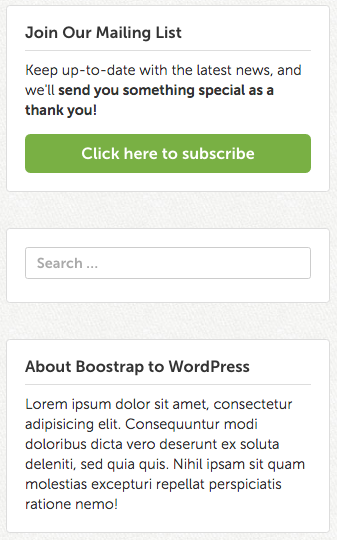 Join Our Mailing List
Keep up-to-date with the latest news, and
we'll send you something special as a
thank you!
Click here to subscribe
Search ...
About Boostrap to WordPress
Lorem ipsum dolor sit amet, consectetur
adipisicing elit. Consequuntur modi
doloribus dicta vero deserunt ex soluta
deleniti, sed quia quis. Nihil ipsam sit quam
molestias excepturi repellat perspiciatis
ratione nemo!